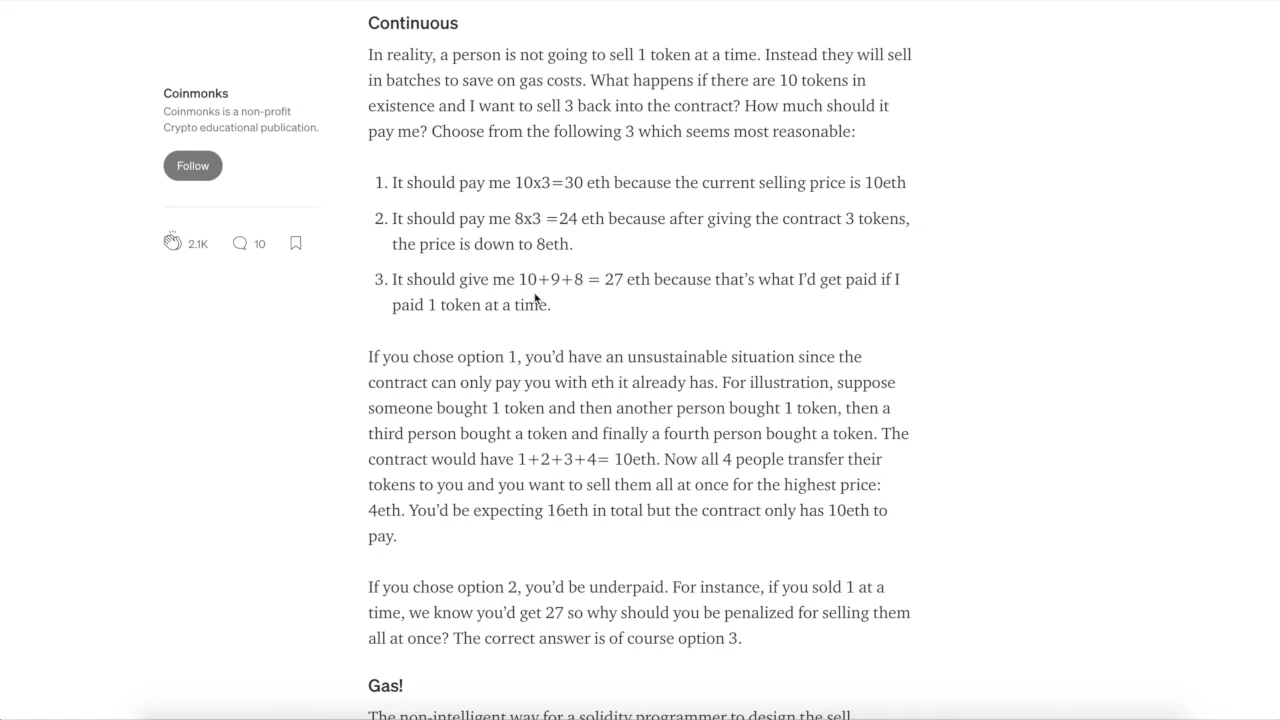 Continuous
In reality, a person is not going to sell 1 token at a time. Instead they will sell
in batches to save on gas costs. What happens if there are 10 tokens in
existence and I want to sell 3 back into the contract? How much should it
pay me? Choose from the following 3 which seems most reasonable:
Coinmonks
Coinmonks is a non-profit
Crypto educational publication.
Follow
2.1K
10
1. It should pay me 10x3=30 eth because the current selling price is 10eth
2. It should pay me 8x3 =24 eth because after giving the contract 3 tokens,
the price is down to 8eth.
3. It should give me 10+9+8 = 27 eth because that’s what I’d get paid if I
paid 1 token at a time.
If you chose option 1, you’d have an unsustainable situation since the
contract can only pay you with eth it already has. For illustration, suppose
someone bought 1 token and then another person bought 1 token, then a
third person bought a token and finally a fourth person bought a token. The
contract would have 1+2+3+4= 10eth. Now all 4 people transfer their
tokens to you and you want to sell them all at once for the highest price:
4eth. You’d be expecting 16eth in total but the contract only has 10eth to
pay.
If you chose option 2, you’d be underpaid. For instance, if you sold 1 at a
time, we know you’d get 27 so why should you be penalized for selling them
all at once? The correct answer is of course option 3.
Gas!
The non-intelligent way for a solidity programmer to design the sell